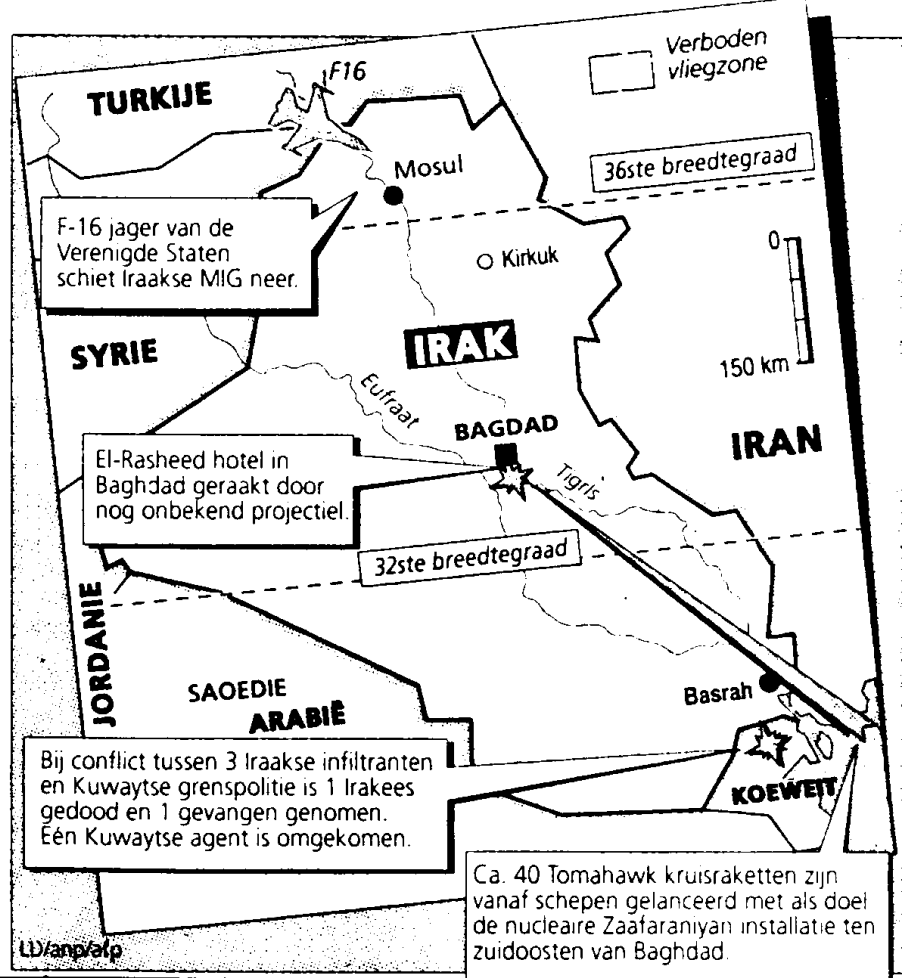 F16
Verboden
vliegzone
TURKIJE
Mosul
36ste breedtegraad
F-16 jager van de
Verenigde Staten
schiet Iraakse MIG neer.
Kirkuk
0
150 km
SYRIE
IRAK
Eufraat
BAGDAD
IRAN
El-Rasheed hotel in
Baghdad geraakt door
nog onbekend projectiel.
Tigris
32ste breedtegraad
JORDANIE
SAOEDIE
ARABIË
Basrah
Bij conflict tussen 3 Iraakse infiltranten
en Kuwaytse grenspolitie is 1 Irakees
gedood en 1 gevangen genomen.
Eén Kuwaytse agent is omgekomen.
KOEWEIT
Ca. 40 Tomahawk kruisraketten zijn
vanaf schepen gelanceerd met als doel
de nucleaire Zaafaraniyan installatie ten
zuidoosten van Baghdad.
LD/anp/afp